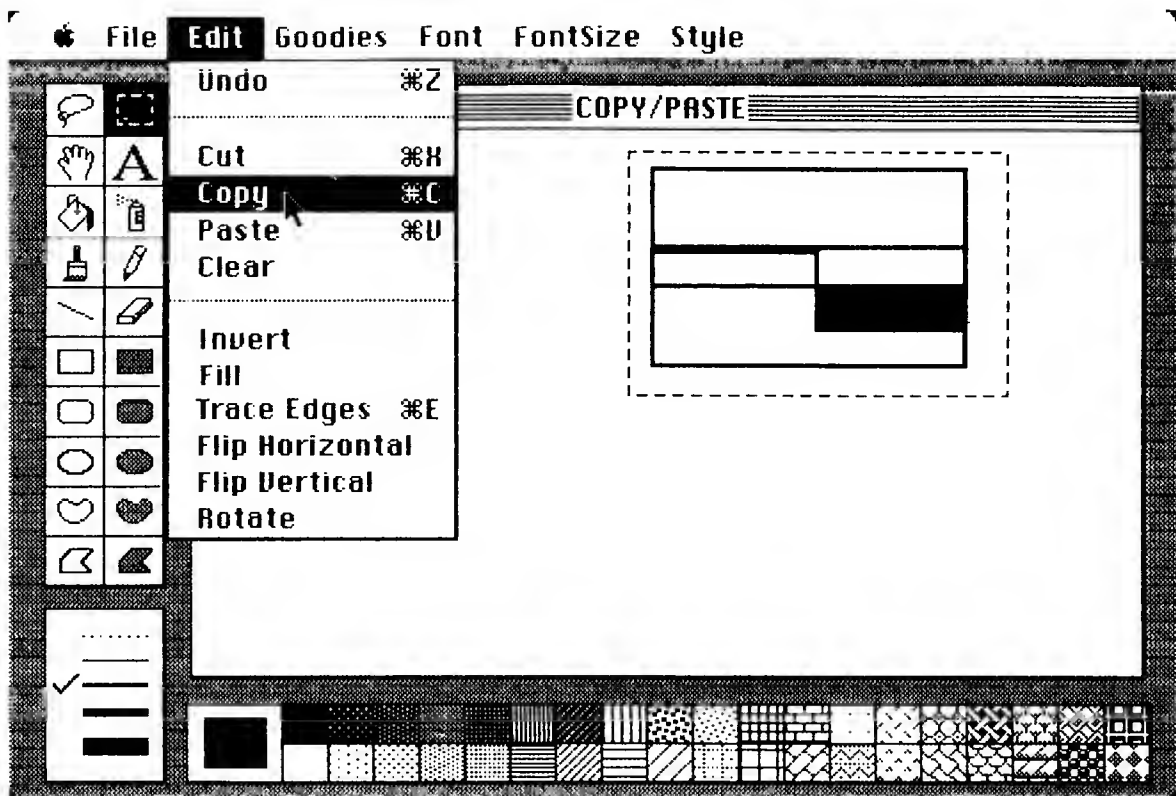 File Edit Goodies Font FontSize Style
COPY/PASTE
Undo ⌘Z
Cut ⌘X
Copy ⌘C
Paste ⌘V
Clear
Invert
Fill
Trace Edges ⌘E
Flip Horizontal
Flip Vertical
Rotate
A